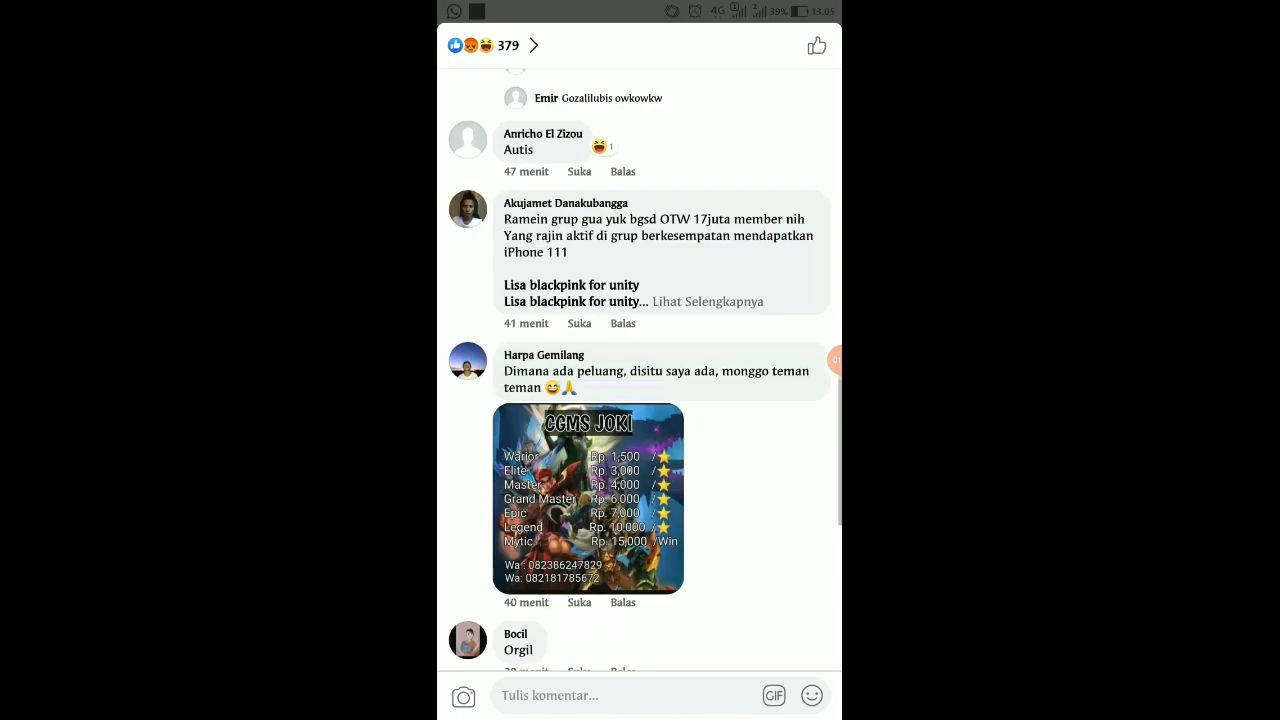 4G 39% 13.05
379
Emir Gozalilubis owkowkw
Anricho El Zizou
Autis
1
47 menit Suka Balas
Akujamet Danakubangga
Ramein grup gua yuk bgsd OTW 17juta member nih
Yang rajin aktif di grup berkesempatan mendapatkan
iPhone 111
Lisa blackpink for unity
Lisa blackpink for unity... Lihat Selengkapnya
41 menit Suka Balas
Harpa Gemilang
01
Dimana ada peluang, disitu saya ada, monggo teman
teman 😅🙏
CGMS JOKI
Warior Rp. 1,500 /⭐
Elite Rp. 3,000 /⭐
Master Rp. 4,000 /⭐
Grand Master Rp. 6,000 /⭐
Epic Rp. 7,000 /⭐
Legend Rp. 10,000 /⭐
Mytic Rp. 15,000 /Win
Wa : 082386247829
Wa: 082181785672
40 menit Suka Balas
Bocil
Orgil
Tulis komentar...
GIF